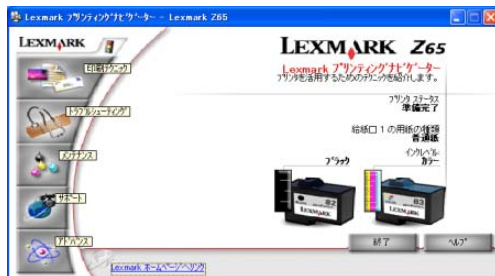 Lexmark プリンティングナビゲーター - Lexmark Z65
LEXMARK
印刷テクニック
トラブルシューティング
メンテナンス
サポート
アドバンス
LEXMARK Z65
Lexmark プリンティングナビゲーター
プリンタを活用するためのテクニックを紹介します。
プリンタ ステータス
準備完了
給紙口 1 の用紙の種類
普通紙
インクレベル
ブラック
カラー
82
LEXMARK
83
LEXMARK
終了
ヘルプ
Lexmark ホームページへリンク